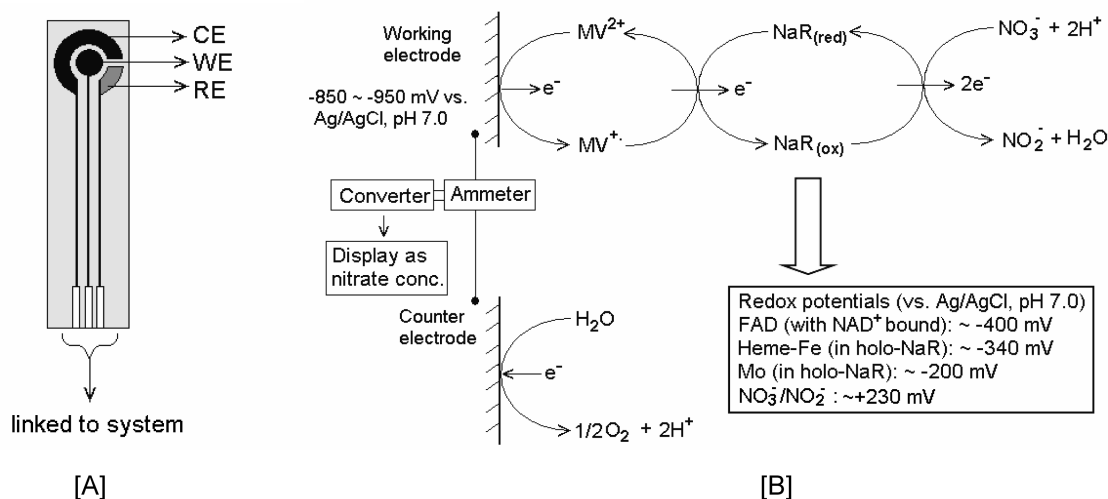 CE
WE
RE
linked to system
[A]
Working
electrode
-850 ~ -950 mV vs.
Ag/AgCl, pH 7.0
e⁻
MV²⁺
MV⁺·
e⁻
NaR(red)
NaR(ox)
2e⁻
NO₃⁻ + 2H⁺
NO₂⁻ + H₂O
Converter
Ammeter
Display as
nitrate conc.
Counter
electrode
H₂O
e⁻
1/2O₂ + 2H⁺
Redox potentials (vs. Ag/AgCl, pH 7.0)
FAD (with NAD⁺ bound): ~ -400 mV
Heme-Fe (in holo-NaR): ~ -340 mV
Mo (in holo-NaR): ~ -200 mV
NO₃⁻/NO₂⁻ : ~+230 mV
[B]